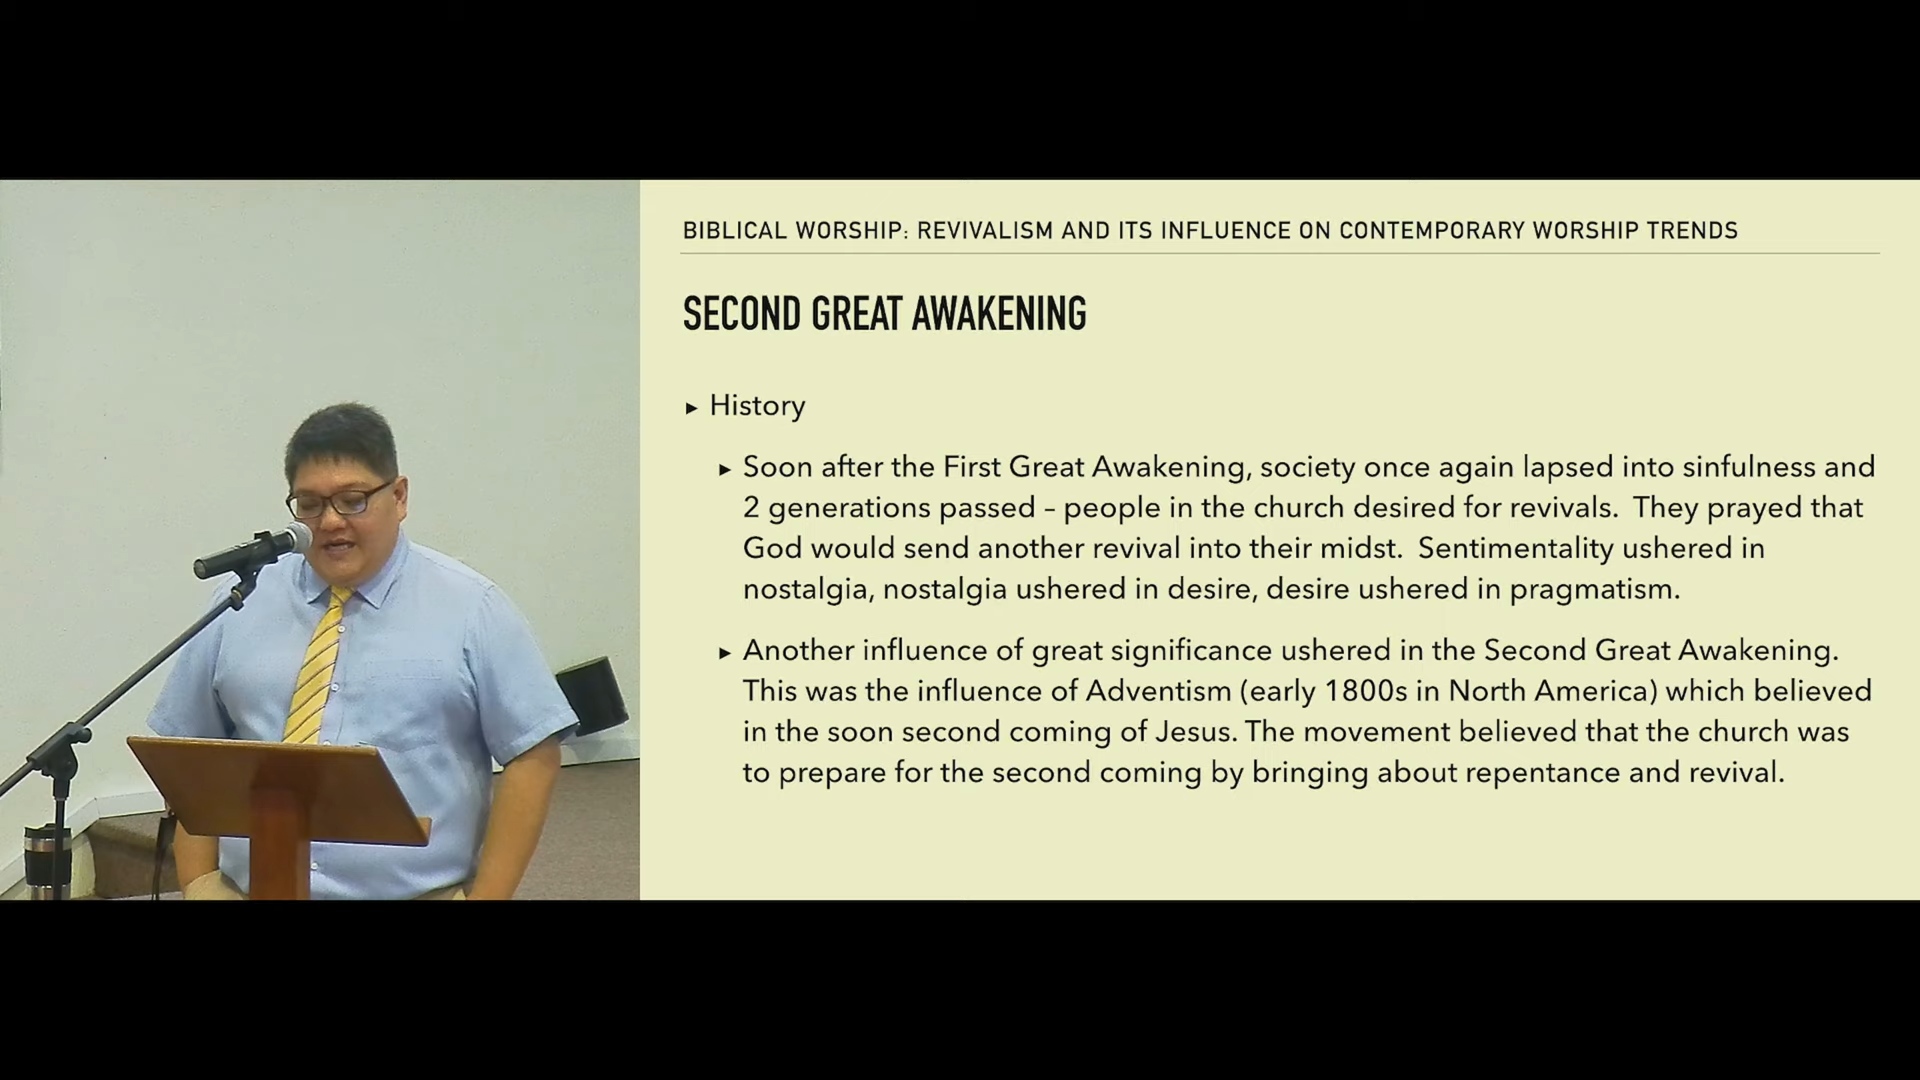 BIBLICAL WORSHIP: REVIVALISM AND ITS INFLUENCE ON CONTEMPORARY WORSHIP TRENDS
SECOND GREAT AWAKENING
▸ History
▸ Soon after the First Great Awakening, society once again lapsed into sinfulness and
2 generations passed – people in the church desired for revivals.  They prayed that
God would send another revival into their midst.  Sentimentality ushered in
nostalgia, nostalgia ushered in desire, desire ushered in pragmatism.
▸ Another influence of great significance ushered in the Second Great Awakening.
This was the influence of Adventism (early 1800s in North America) which believed
in the soon second coming of Jesus. The movement believed that the church was
to prepare for the second coming by bringing about repentance and revival.